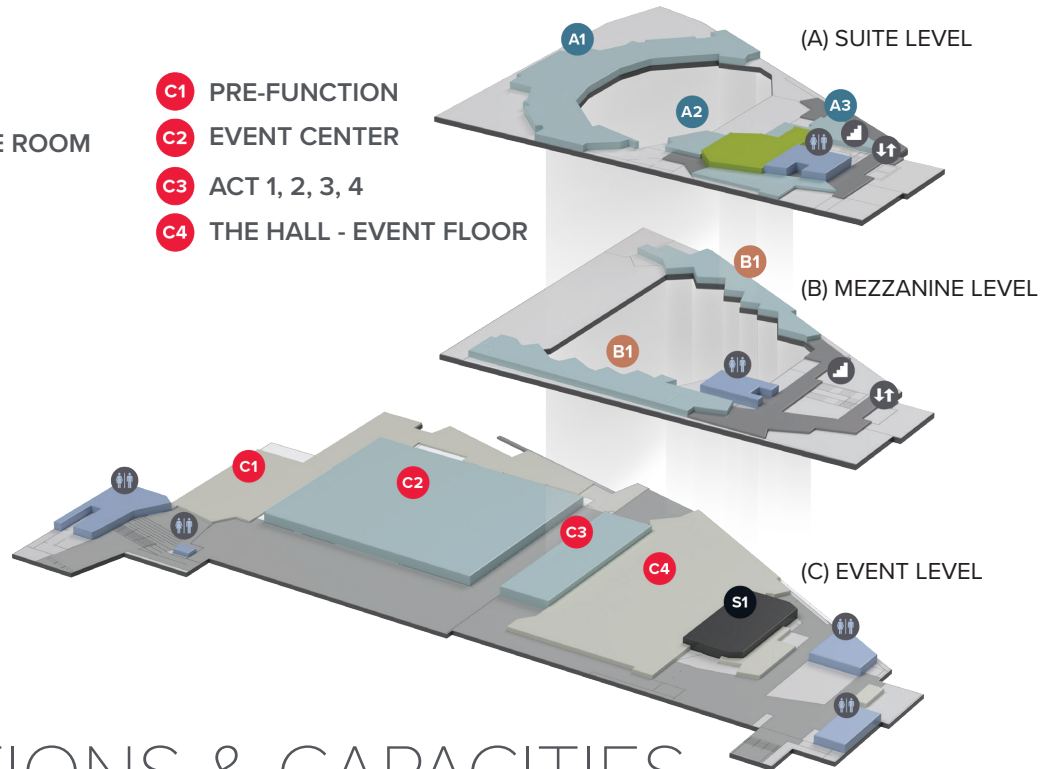 A1
(A) SUITE LEVEL
C1 PRE-FUNCTION
A2
A3
C2 EVENT CENTER
ROOM
C3 ACT 1, 2, 3, 4
C4 THE HALL - EVENT FLOOR
B1
(B) MEZZANINE LEVEL
B1
C1
C2
C3
C4
(C) EVENT LEVEL
S1
& CAPACITIES